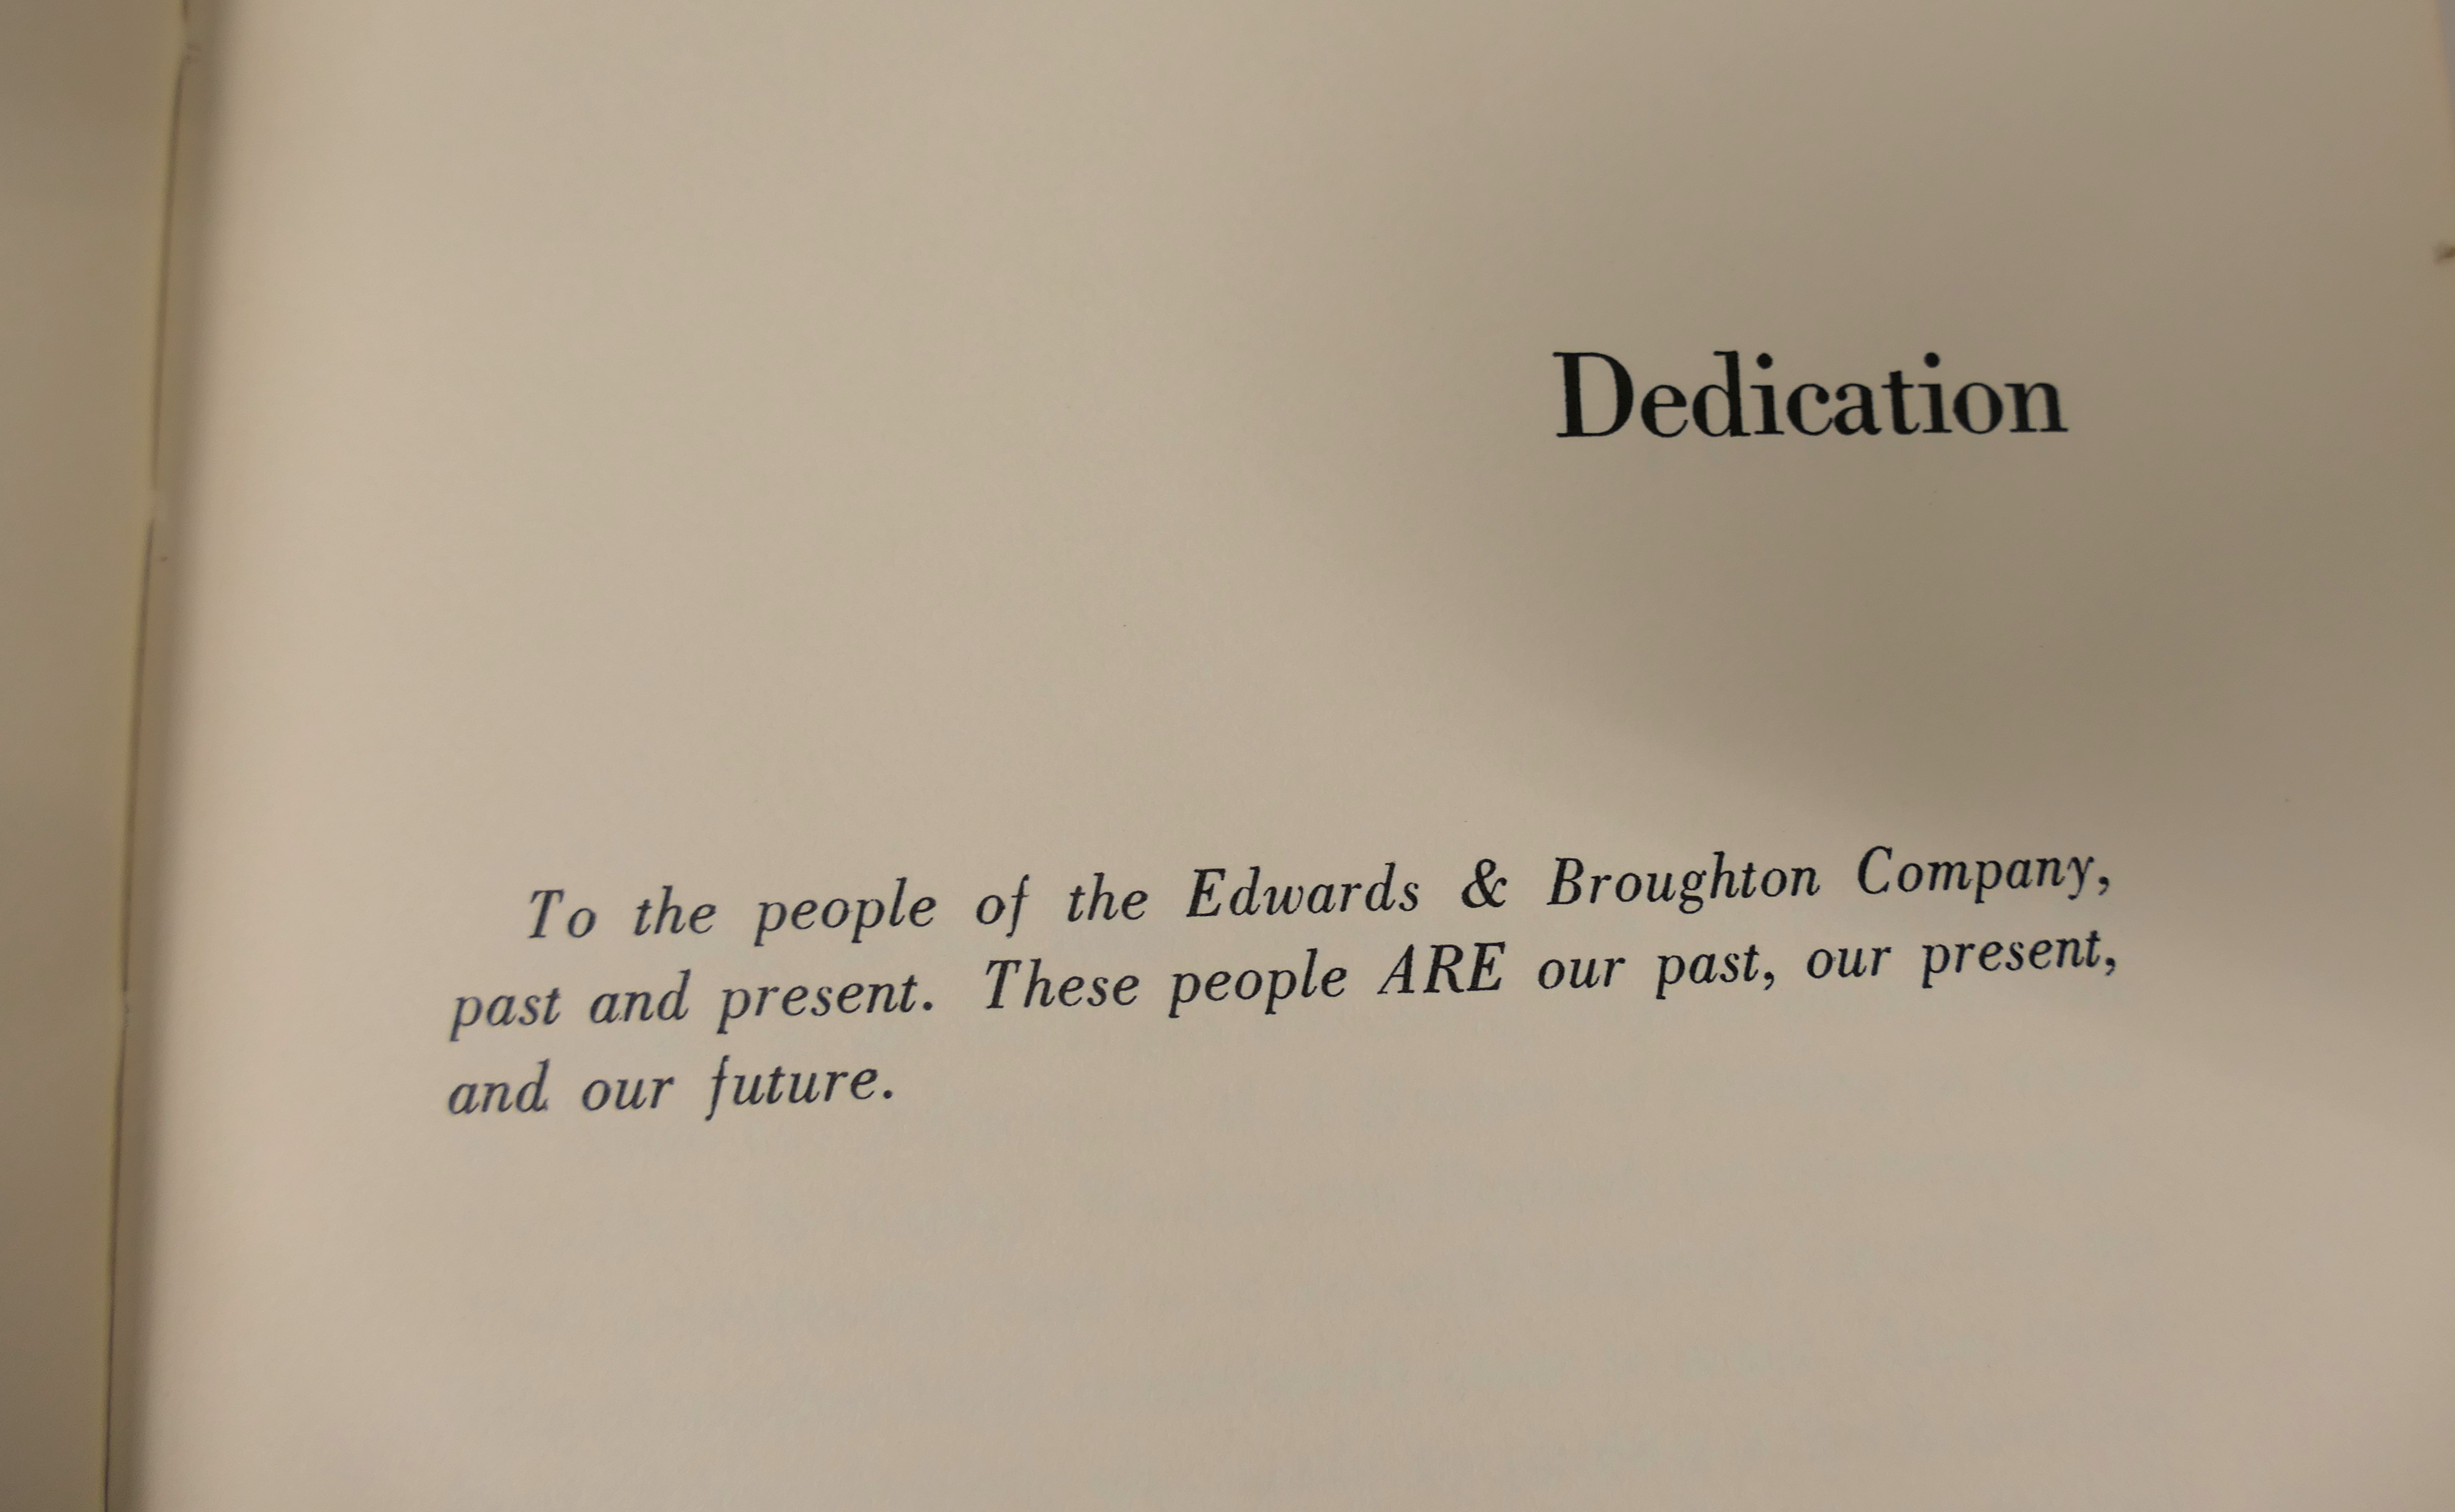 Dedication
To the people of the Edwards & Broughton Company,
past and present. These people ARE our past, our present,
and our future.